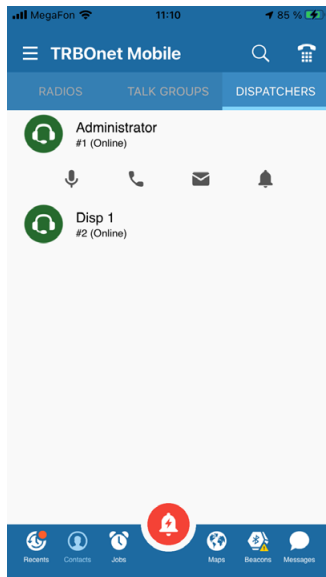 MegaFon 11:10 85 %
TRBOnet Mobile
RADIOS TALK GROUPS DISPATCHERS
Administrator
#1 (Online)
Disp 1
#2 (Online)
Recents Contacts Jobs Maps Beacons Messages